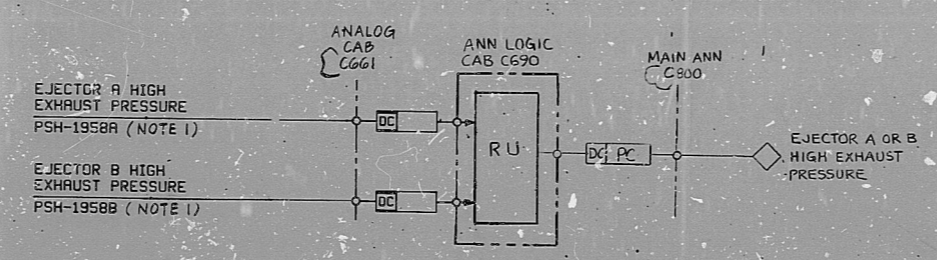 ANALOG
CAB
C661
ANN LOGIC
CAB C690
MAIN ANN
C800
EJECTOR A HIGH
EXHAUST PRESSURE
PSH-1958A (NOTE 1)
DC
EJECTOR B HIGH
EXHAUST PRESSURE
PSH-1958B (NOTE 1)
DC
RU
DC PC
EJECTOR A OR B
HIGH EXHAUST
PRESSURE